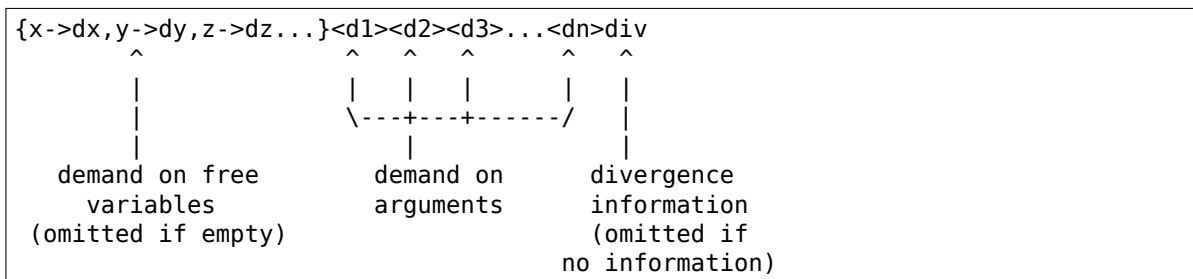 {x->dx,y->dy,z->dz...}<d1><d2><d3>...<dn>div
        ^              ^   ^   ^      ^   ^
        |              |   |   |      |   |
        |              \---+---+------/   |
        |                  |              |
   demand on free        demand on      divergence
     variables           arguments      information
 (omitted if empty)                     (omitted if
                                      no information)